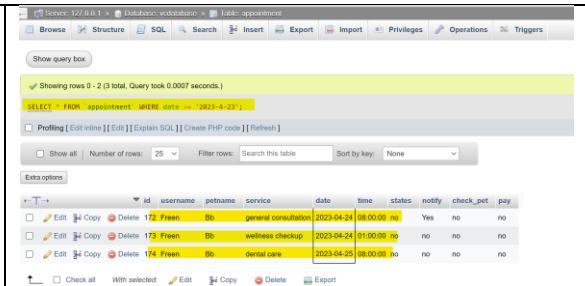 Server: 127.0.0.1 » Database: vcdatabase » Table: appointment
Browse Structure SQL Search Insert Export Import Privileges Operations Triggers
Show query box
Showing rows 0 - 2 (3 total, Query took 0.0007 seconds.)
SELECT * FROM `appointment` WHERE date >= '2023-4-23';
Profiling [ Edit inline ] [ Edit ] [ Explain SQL ] [ Create PHP code ] [ Refresh ]
Show all Number of rows: 25 Filter rows: Search this table Sort by key: None
Extra options
←T→ id username petname service date time states notify check_pet pay
Edit Copy Delete 172 Freen Bb general consultation 2023-04-24 08:00:00 no Yes no no
Edit Copy Delete 173 Freen Bb wellness checkup 2023-04-24 01:00:00 no no no no
Edit Copy Delete 174 Freen Bb dental care 2023-04-25 08:00:00 no no no no
Check all With selected: Edit Copy Delete Export